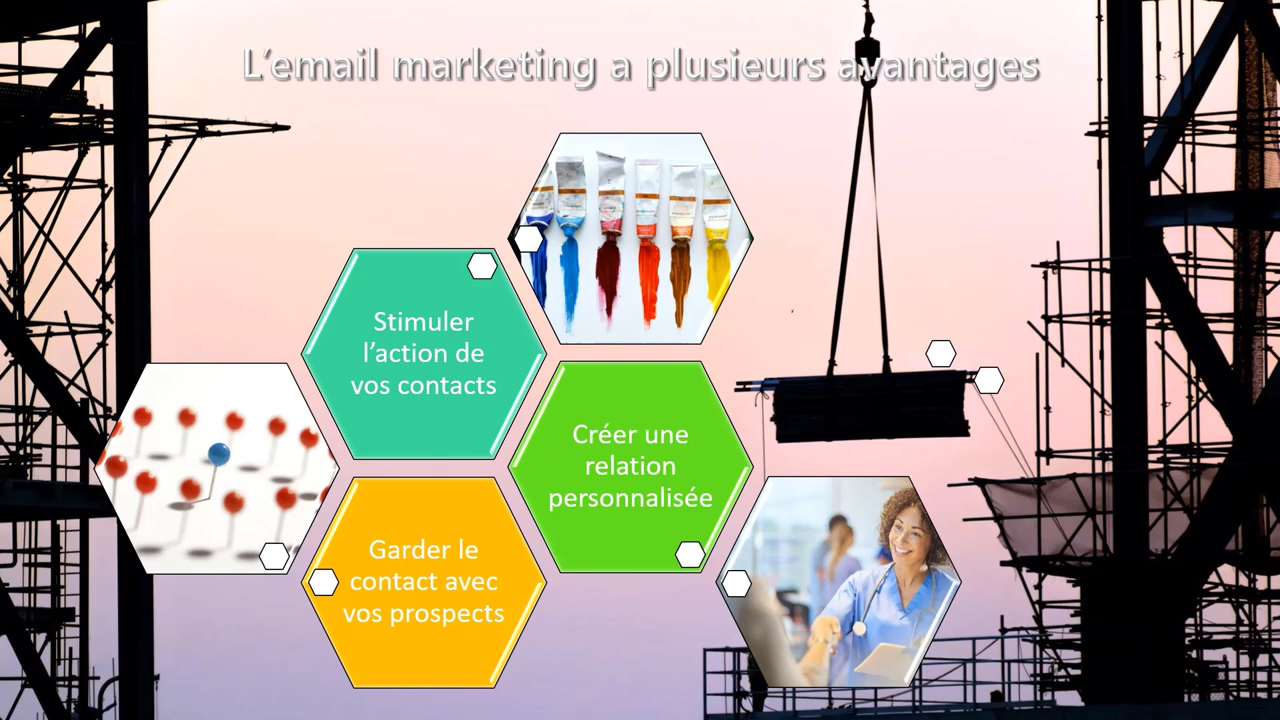 L’email marketing a plusieurs avantages
Stimuler
l’action de
vos contacts
Créer une
relation
personnalisée
Garder le
contact avec
vos prospects